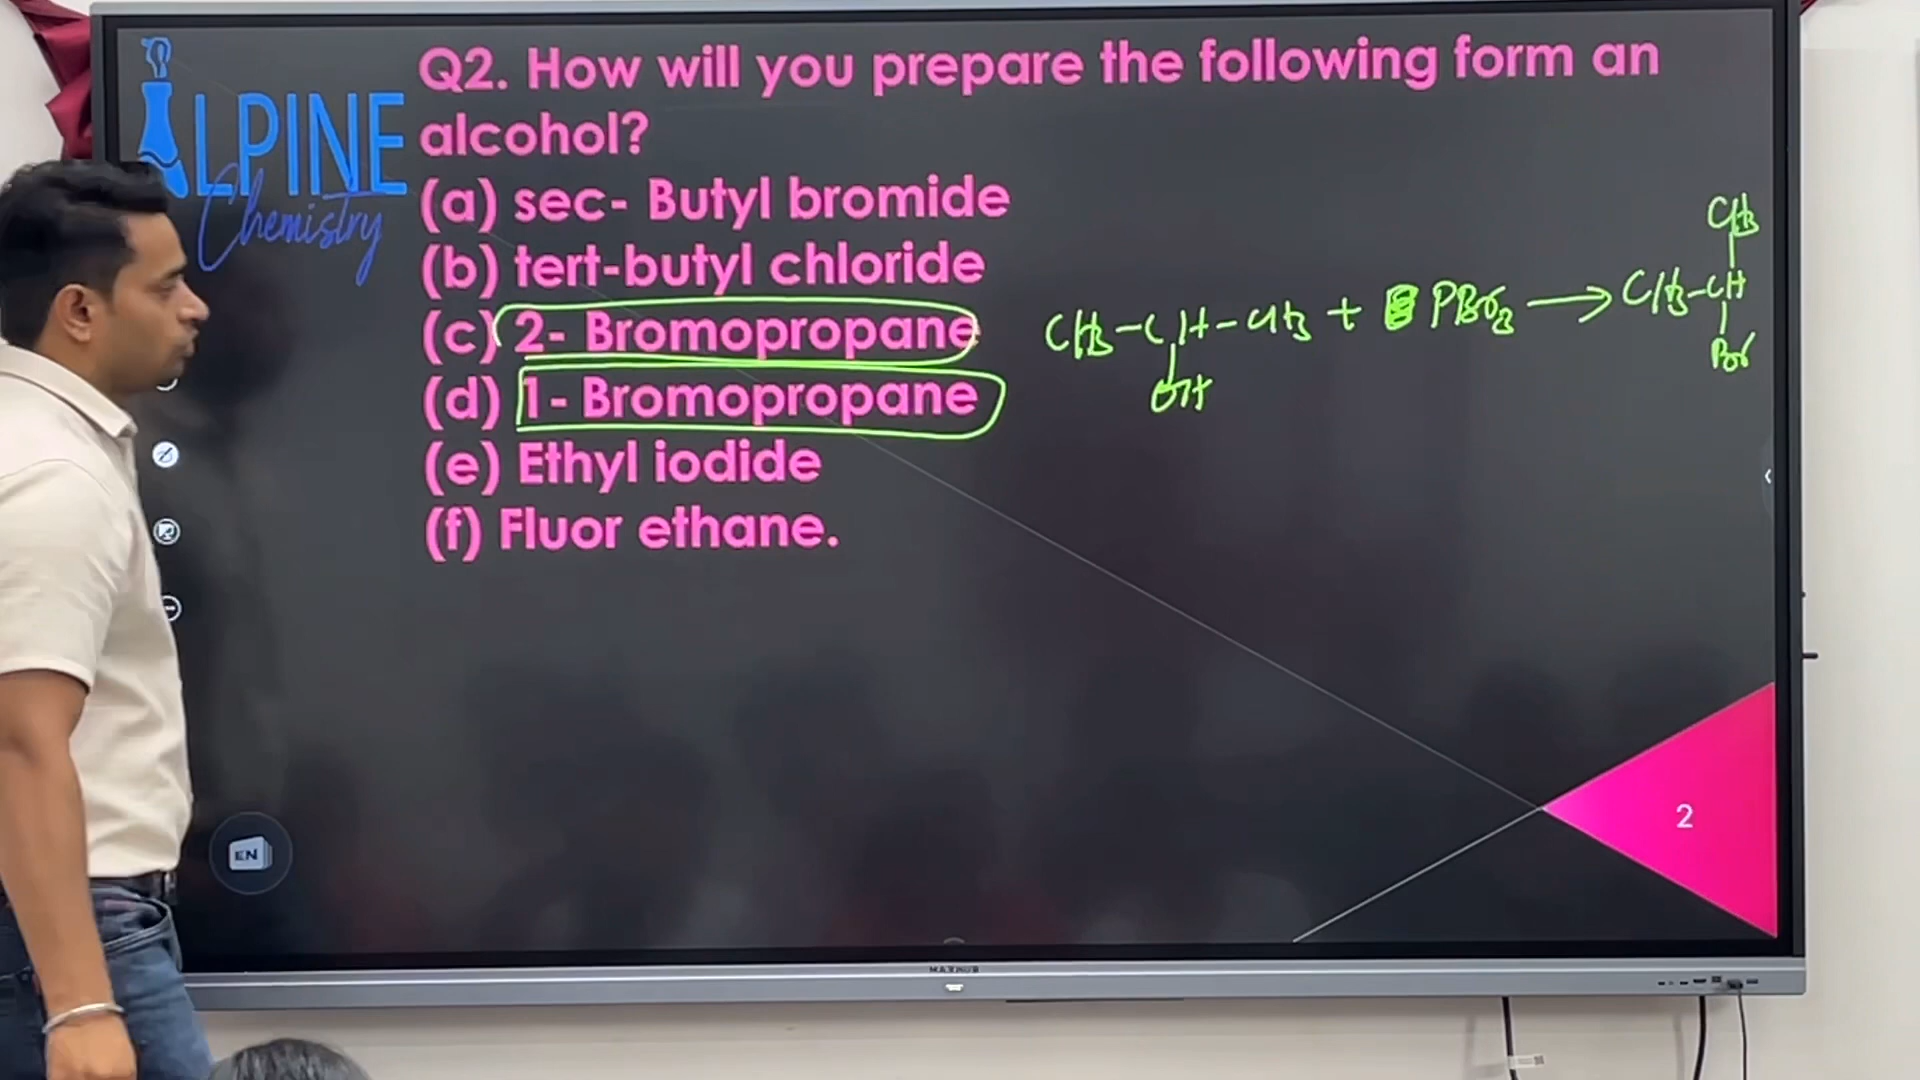 ALPINE
Chemistry
Q2. How will you prepare the following form an
alcohol?
(a) sec- Butyl bromide
(b) tert-butyl chloride
(c) 2- Bromopropane
(d) 1- Bromopropane
(e) Ethyl iodide
(f) Fluor ethane.
CH3
CH3-CH-CH3 + PBr3 → CH3-CH
OH
Br
2
EN
MAXHUB